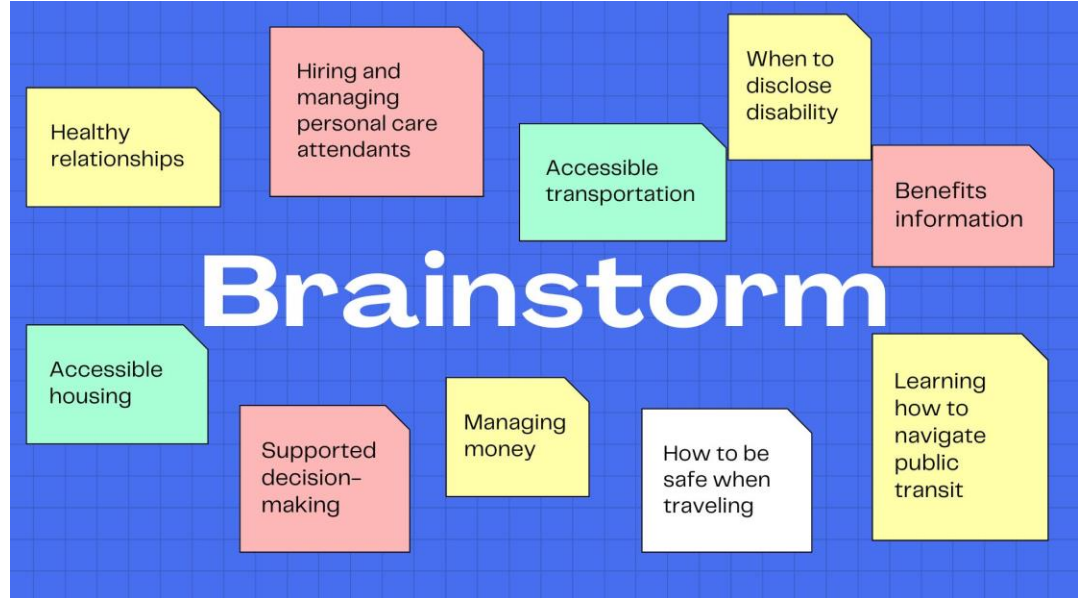 Healthy
relationships
Hiring and
managing
personal care
attendants
Accessible
transportation
When to
disclose
disability
Benefits
information
Brainstorm
Accessible
housing
Supported
decision-
making
Managing
money
How to be
safe when
traveling
Learning
how to
navigate
public
transit